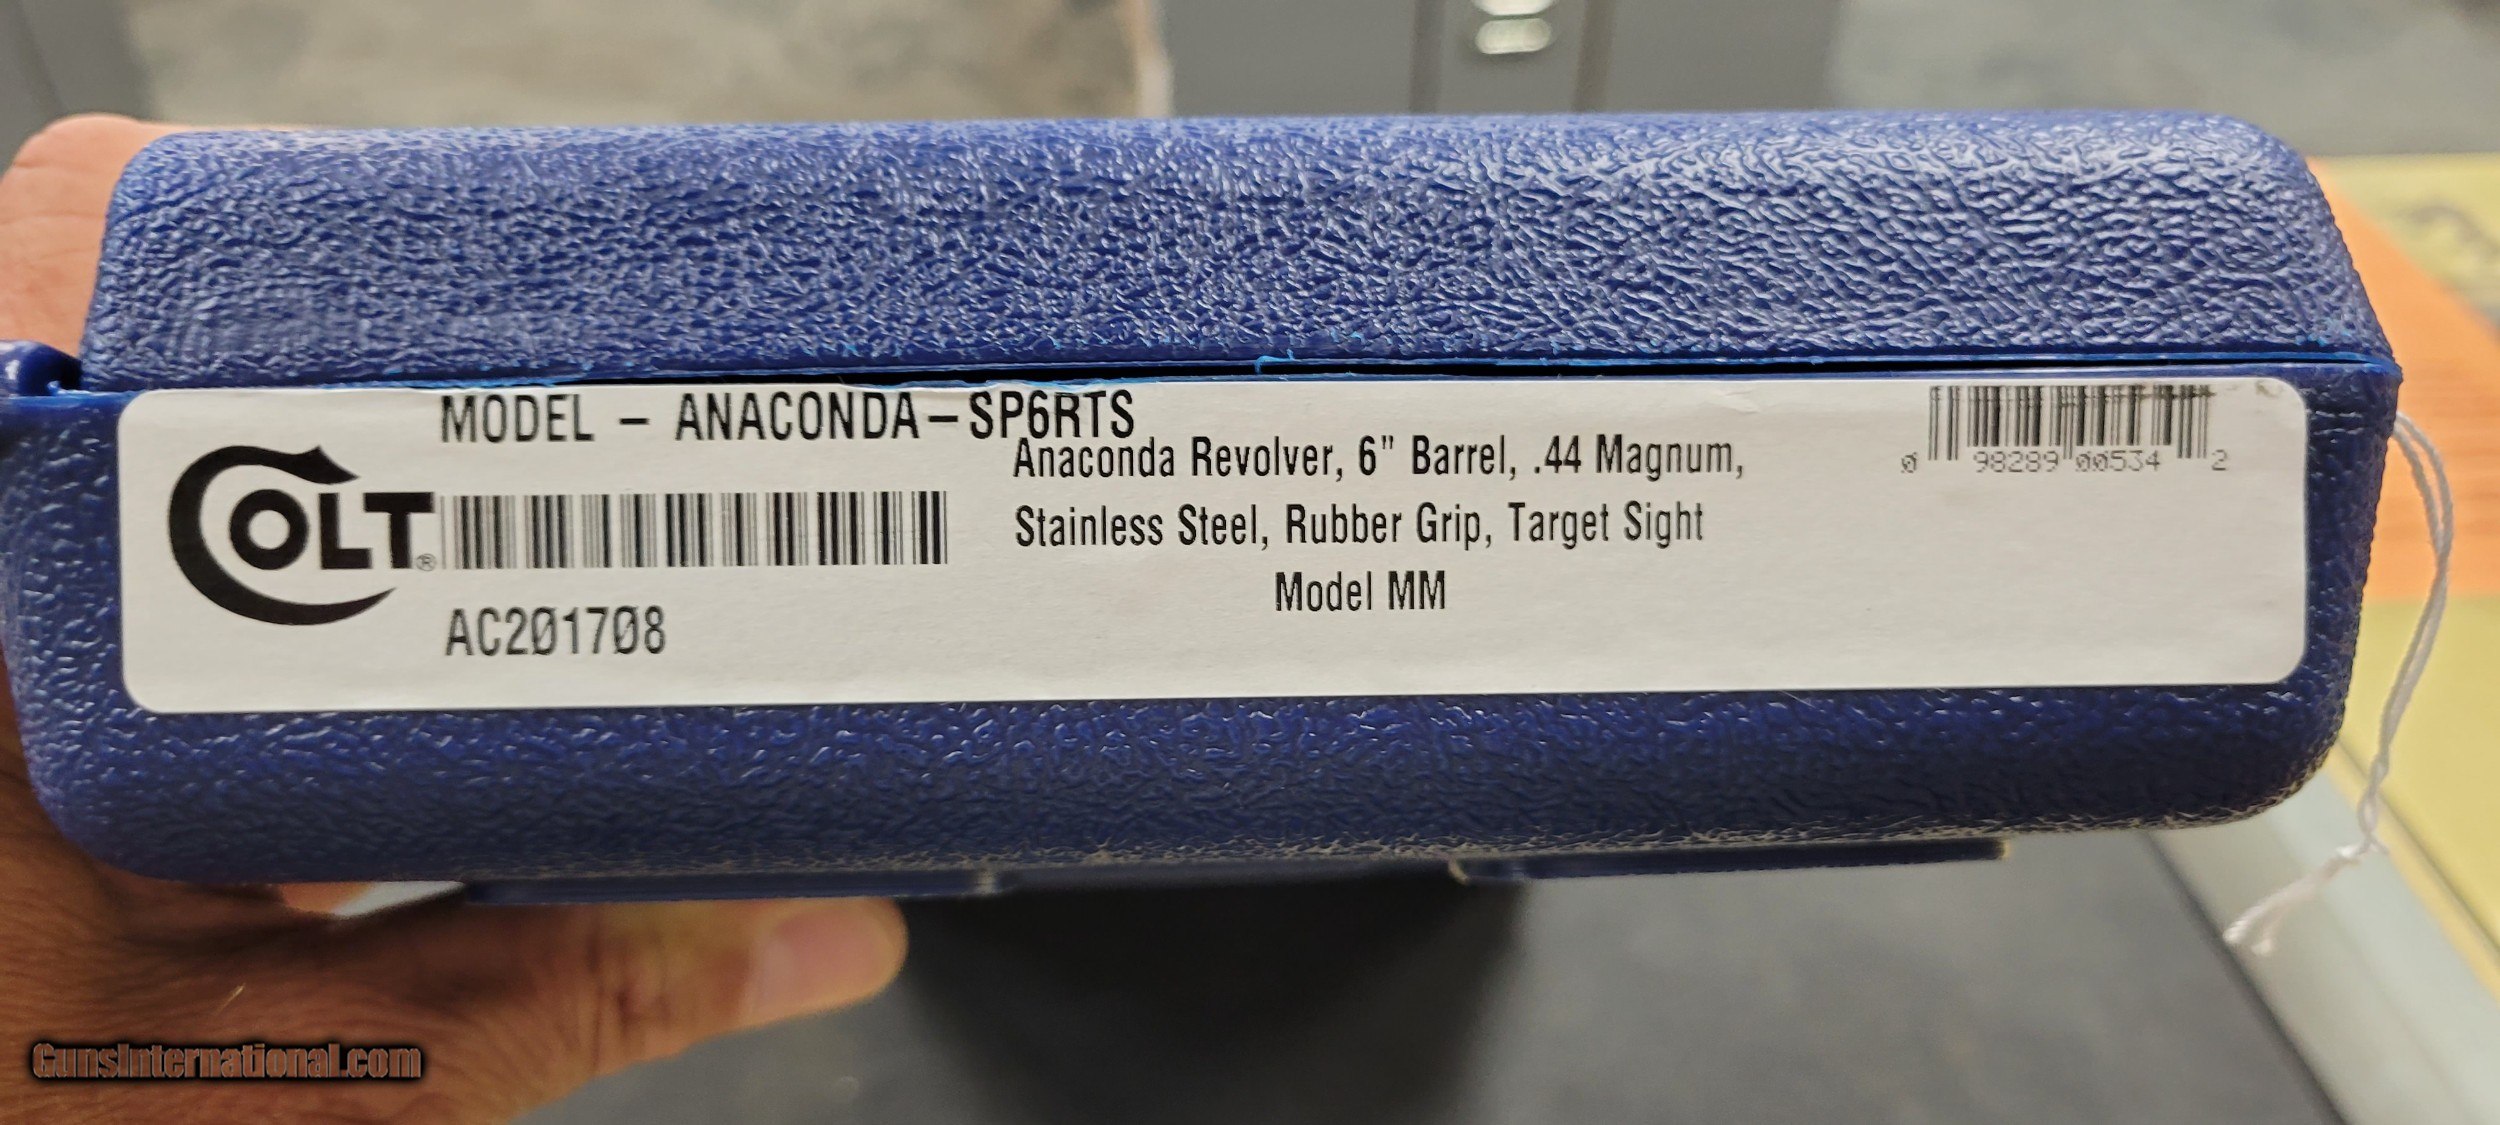 MODEL – ANACONDA–SP6RTS
COLT®
Anaconda Revolver, 6" Barrel, .44 Magnum,
Stainless Steel, Rubber Grip, Target Sight
Model MM
AC201708
0 98289 00534 2
GunsInternational.com